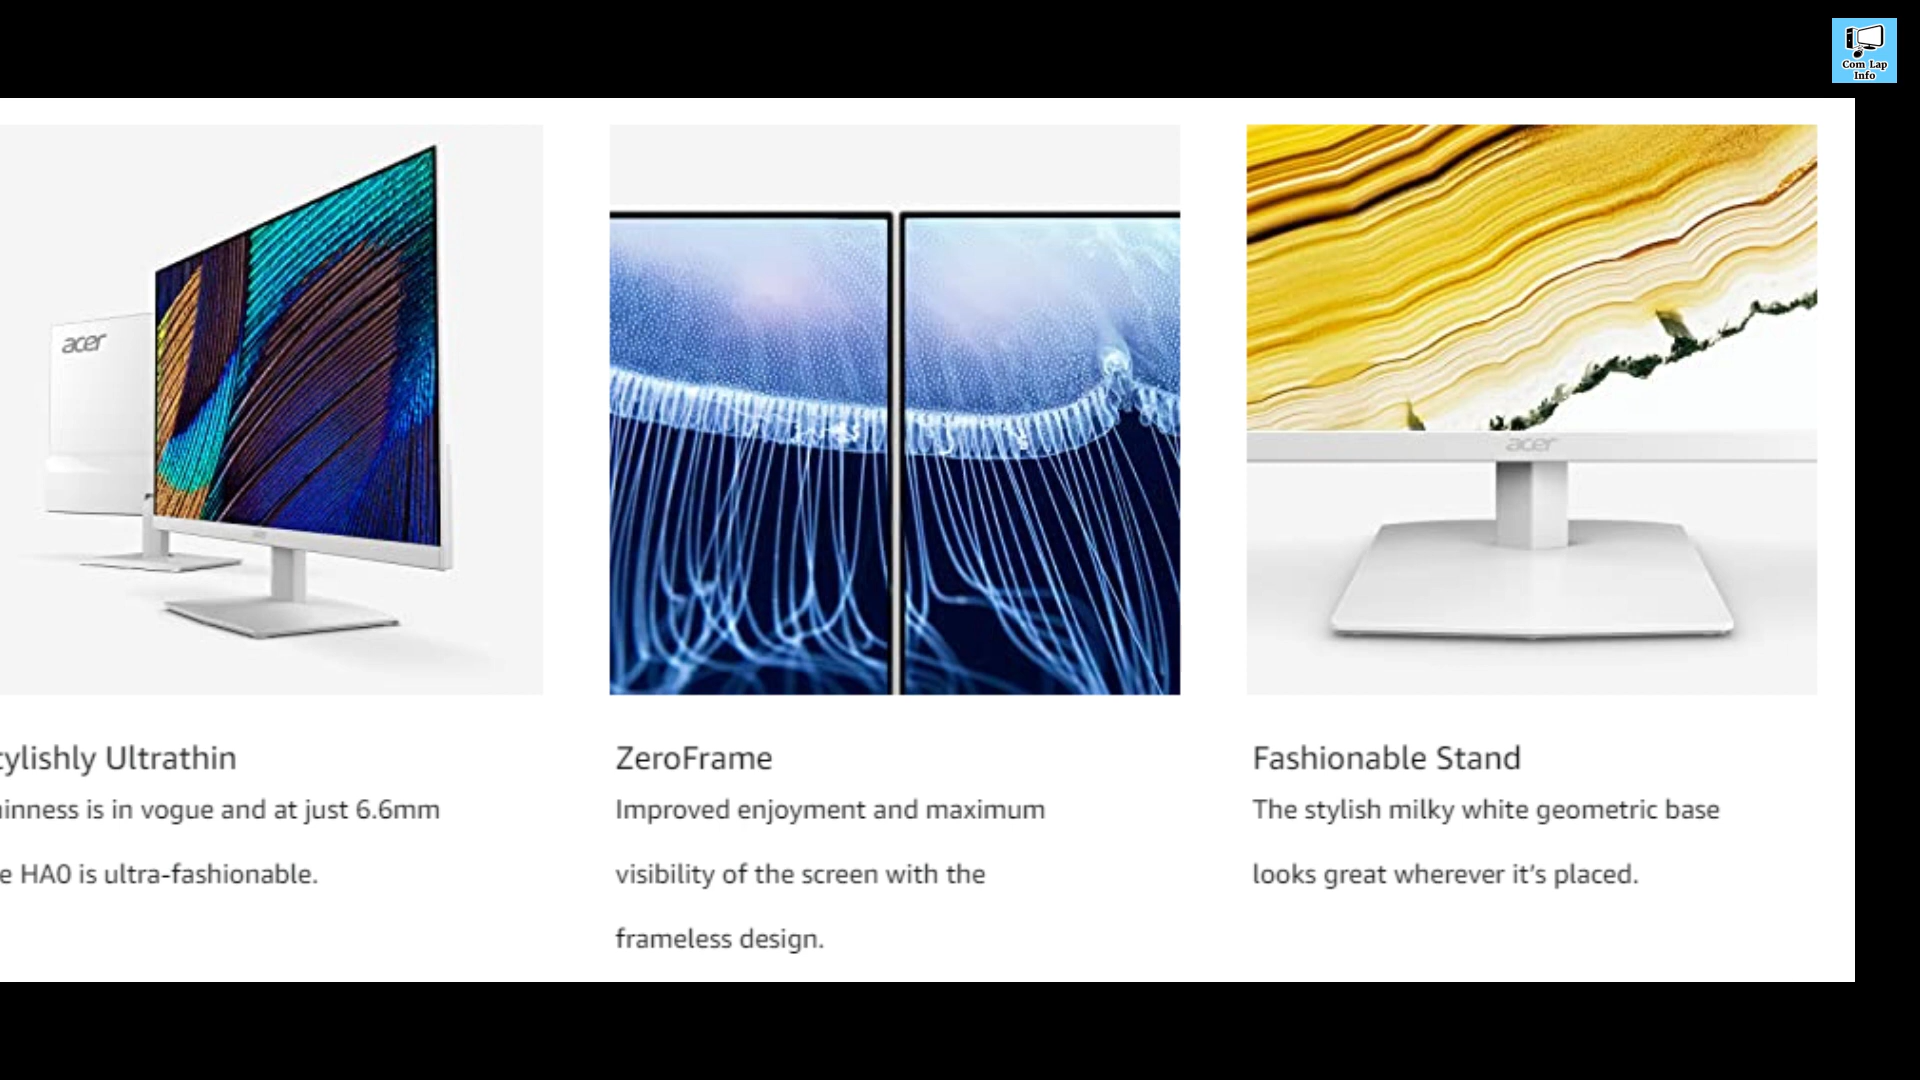 Com Lap
Info
acer
acer
tylishly Ultrathin
inness is in vogue and at just 6.6mm
e HA0 is ultra-fashionable.
ZeroFrame
Improved enjoyment and maximum
visibility of the screen with the
frameless design.
Fashionable Stand
The stylish milky white geometric base
looks great wherever it’s placed.